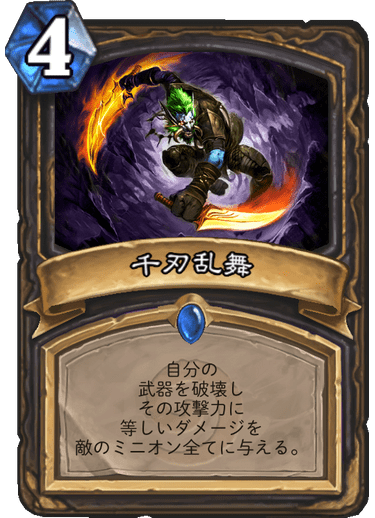 4
千刃乱舞
自分の
武器を破壊し
その攻撃力に
等しいダメージを
敵のミニオン全てに与える。